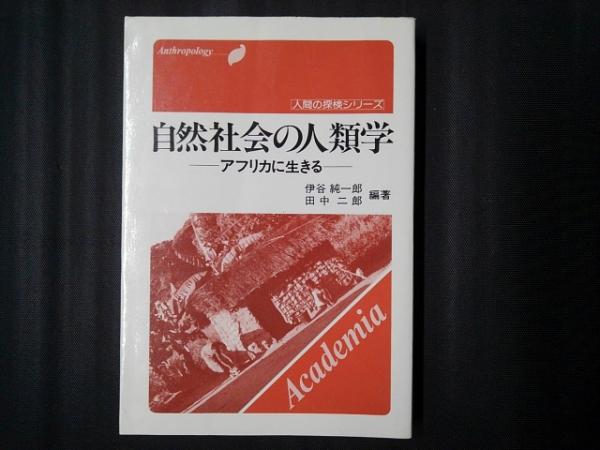 Anthropology
人間の探検シリーズ
自然社会の人類学
―アフリカに生きる―
伊谷 純一郎
田中 二郎
編著
Academia